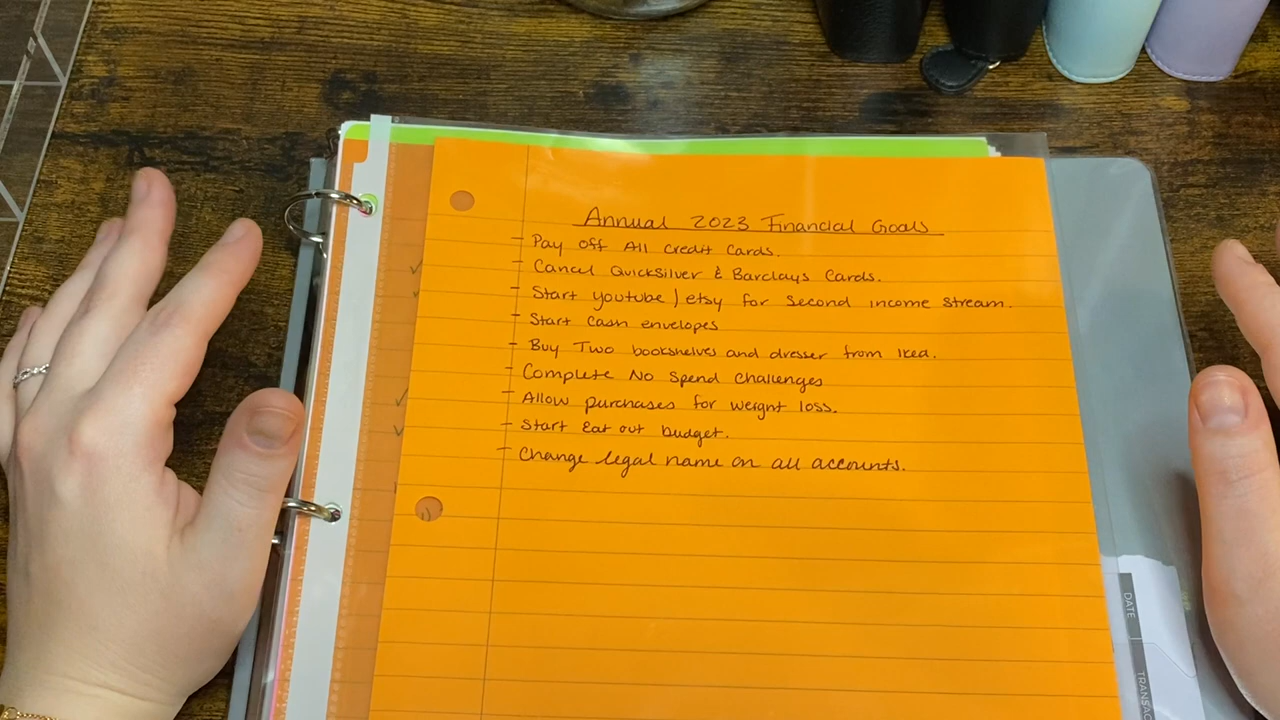 Annual 2023 Financial Goals
- Pay off All Credit Cards.
- Cancel Quicksilver & Barclays Cards.
- Start youtube/etsy for second income stream.
- Start Cash envelopes
- Buy Two bookshelves and dresser from Ikea.
- Complete No Spend Challenges
- Allow purchases for weight loss.
- Start Eat out budget.
- Change legal name on all accounts.
DATE
TRANSAC